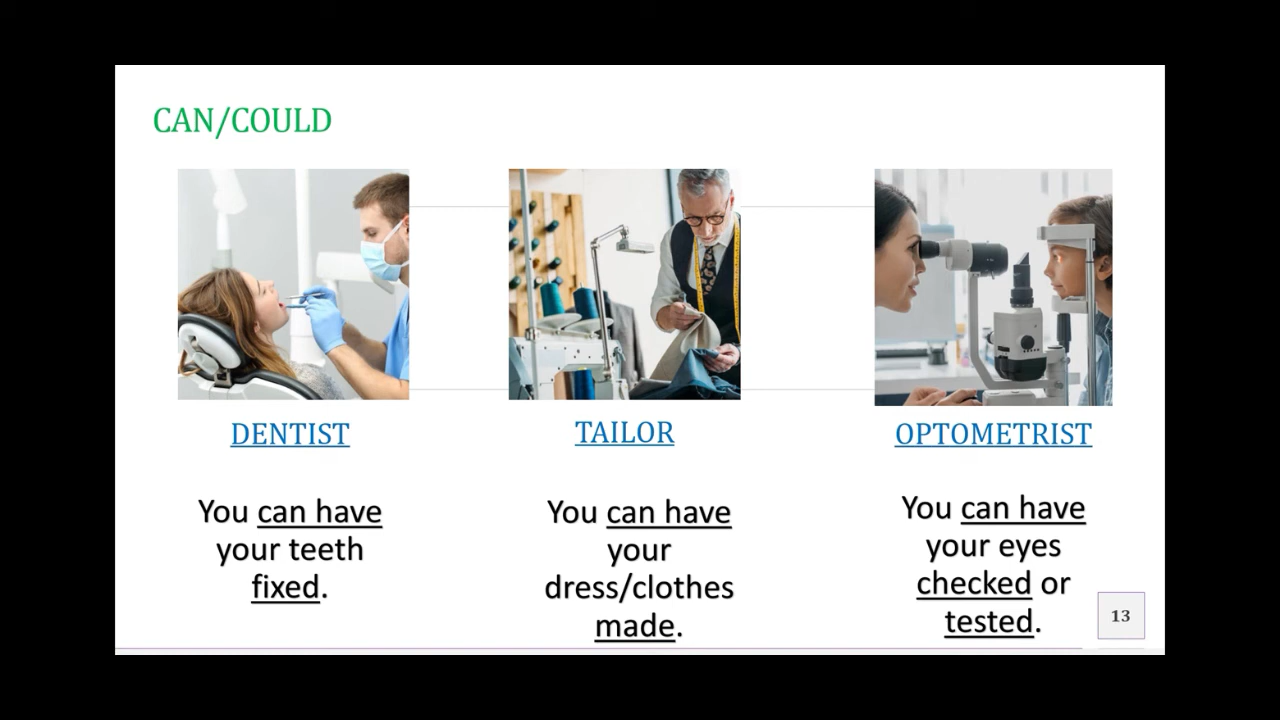 CAN/COULD
DENTIST
You can have
your teeth
fixed.
TAILOR
You can have
your
dress/clothes
made.
OPTOMETRIST
You can have
your eyes
checked or
tested.
13